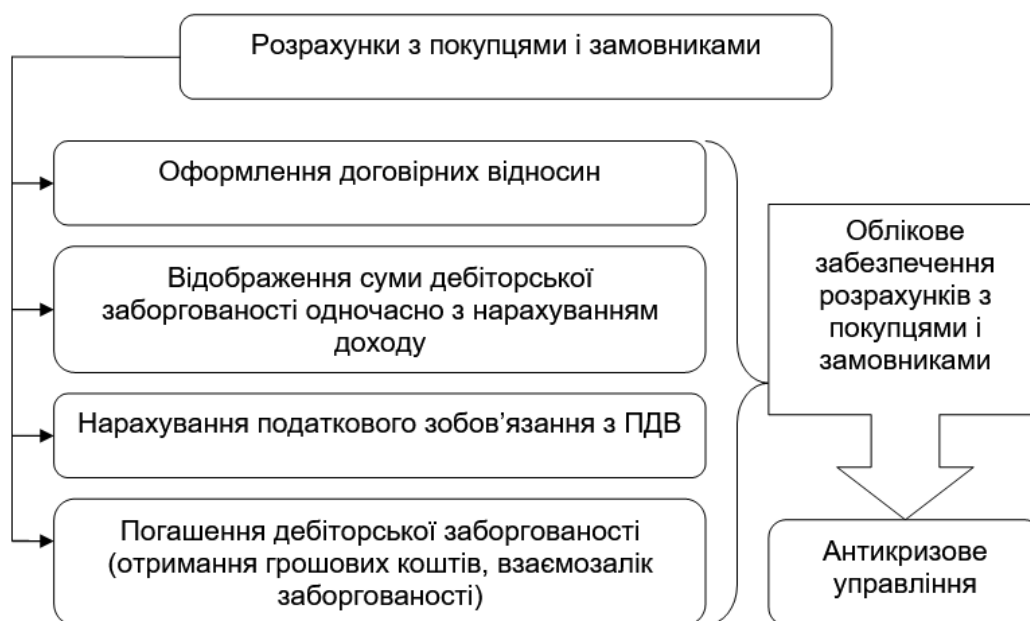 Розрахунки з покупцями і замовниками
Оформлення договірних відносин
Відображення суми дебіторської
заборгованості одночасно з нарахуванням
доходу
Нарахування податкового зобов’язання з ПДВ
Погашення дебіторської заборгованості
(отримання грошових коштів, взаємозалік
заборгованості)
Облікове
забезпечення
розрахунків з
покупцями і
замовниками
Антикризове
управління